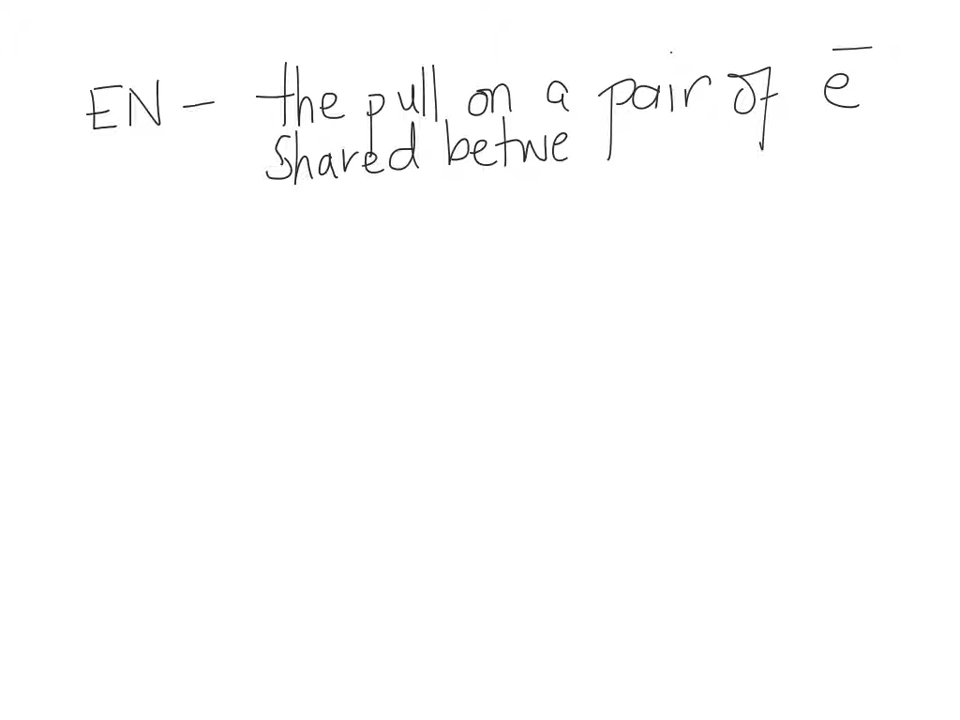 EN - the pull on a pair of e⁻
shared betwe